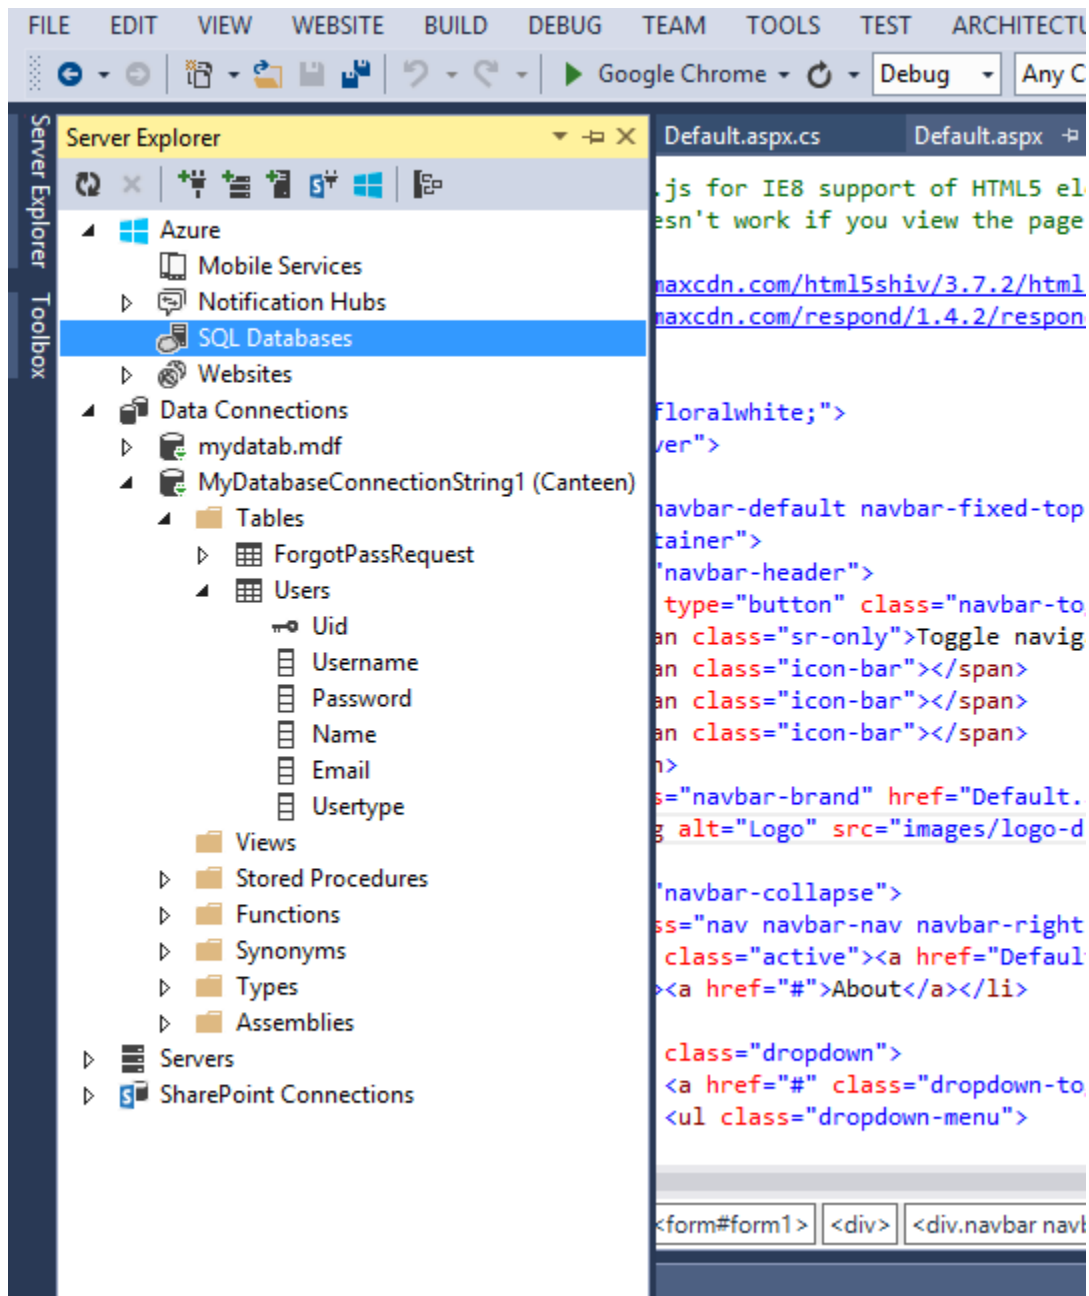 FILE EDIT VIEW WEBSITE BUILD DEBUG TEAM TOOLS TEST ARCHITECTU
Google Chrome Debug Any C
Server Explorer
Toolbox
Server Explorer
Azure
Mobile Services
Notification Hubs
SQL Databases
Websites
Data Connections
mydatab.mdf
MyDatabaseConnectionString1 (Canteen)
Tables
ForgotPassRequest
Users
Uid
Username
Password
Name
Email
Usertype
Views
Stored Procedures
Functions
Synonyms
Types
Assemblies
Servers
SharePoint Connections
Default.aspx.cs Default.aspx
.js for IE8 support of HTML5 el
esn't work if you view the page
maxcdn.com/html5shiv/3.7.2/html
maxcdn.com/respond/1.4.2/respon
floralwhite;">
ver">
navbar-default navbar-fixed-top
tainer">
"navbar-header">
type="button" class="navbar-to
an class="sr-only">Toggle navig
an class="icon-bar"></span>
an class="icon-bar"></span>
an class="icon-bar"></span>
n>
s="navbar-brand" href="Default.
g alt="Logo" src="images/logo-d
"navbar-collapse">
ss="nav navbar-nav navbar-right
class="active"><a href="Defaul
><a href="#">About</a></li>
class="dropdown">
<a href="#" class="dropdown-to
<ul class="dropdown-menu">
<form#form1> <div> <div.navbar navb